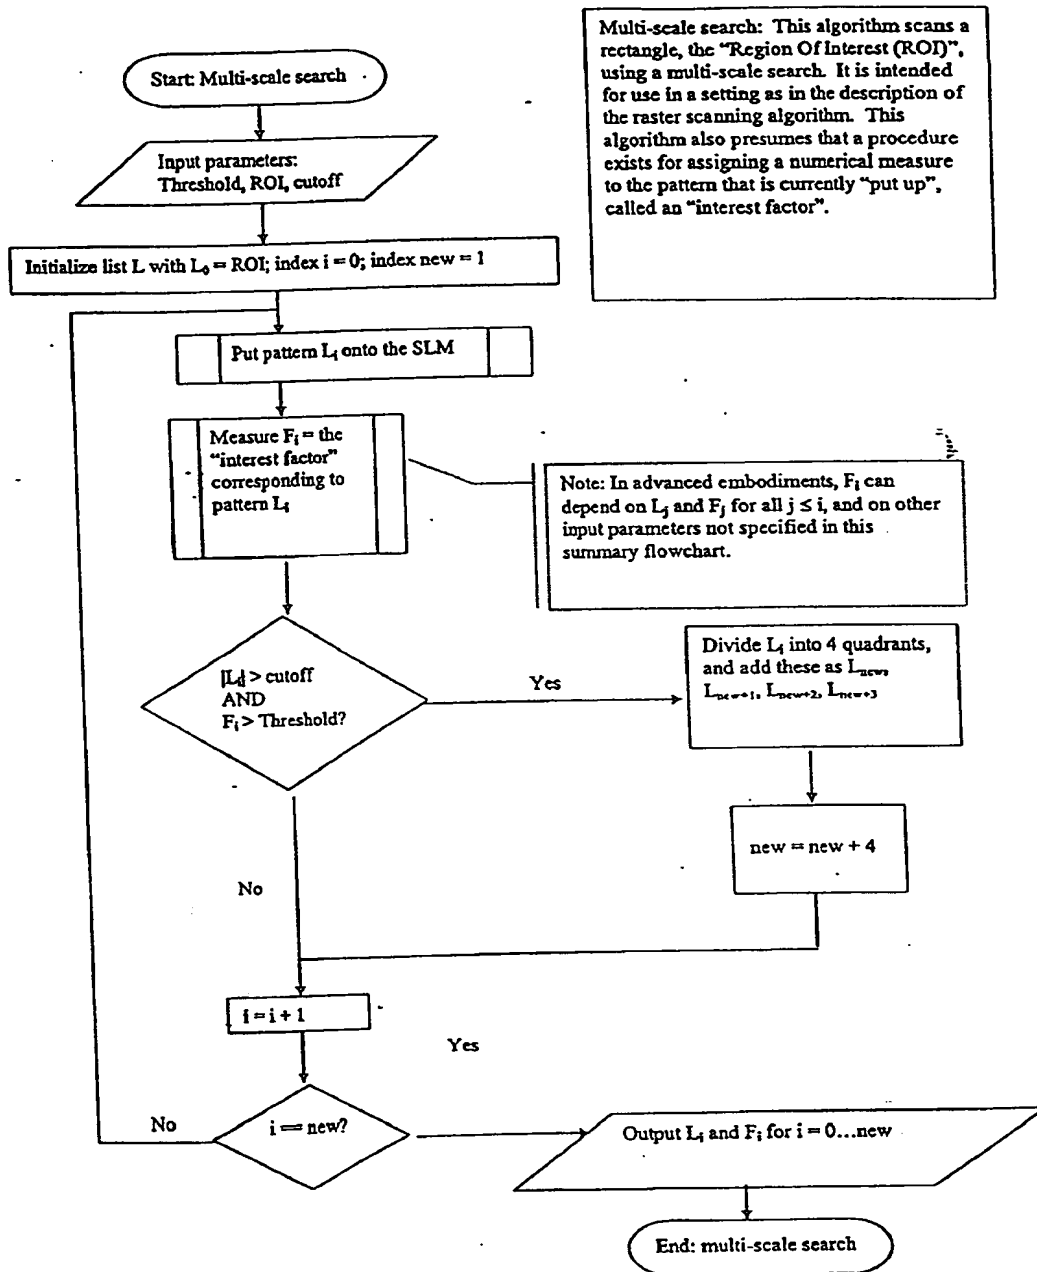 Start: Multi-scale search
Multi-scale search: This algorithm scans a
rectangle, the "Region Of Interest (ROI)",
using a multi-scale search. It is intended
for use in a setting as in the description of
the raster scanning algorithm. This
algorithm also presumes that a procedure
exists for assigning a numerical measure
to the pattern that is currently "put up",
called an "interest factor".
Input parameters:
Threshold, ROI, cutoff
Initialize list L with L₀ = ROI; index i = 0; index new = 1
Put pattern Lᵢ onto the SLM
Measure Fᵢ = the
"interest factor"
corresponding to
pattern Lᵢ
Note: In advanced embodiments, Fᵢ can
depend on Lⱼ and Fⱼ for all j ≤ i, and on other
input parameters not specified in this
summary flowchart.
|Lᵢ| > cutoff
AND
Fᵢ > Threshold?
Yes
Divide Lᵢ into 4 quadrants,
and add these as Lnew,
Lnew+1, Lnew+2, Lnew+3
new = new + 4
No
i = i + 1
Yes
No
i == new?
Output Lᵢ and Fᵢ for i = 0...new
End: multi-scale search